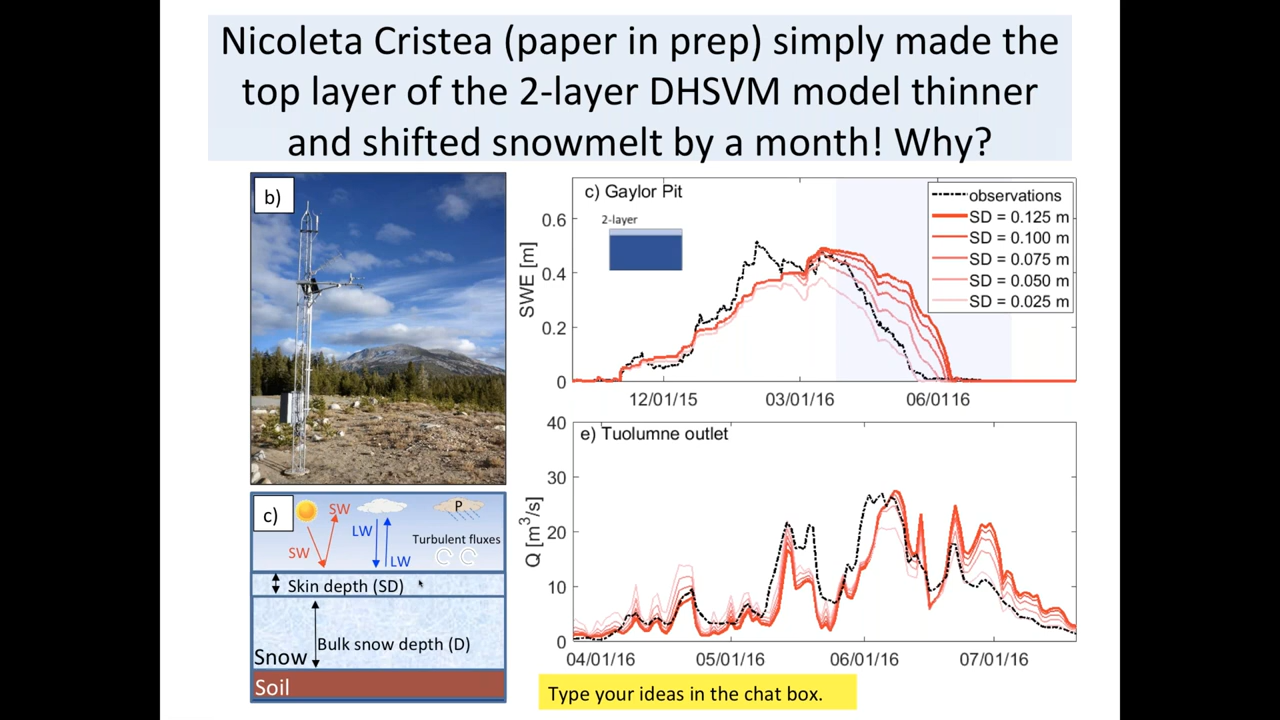 Nicoleta Cristea (paper in prep) simply made the
top layer of the 2-layer DHSVM model thinner
and shifted snowmelt by a month! Why?
b)
c) Gaylor Pit
2-layer
observations
SD = 0.125 m
SD = 0.100 m
SD = 0.075 m
SD = 0.050 m
SD = 0.025 m
SWE [m]
0.6
0.4
0.2
0
12/01/15
03/01/16
06/0116
c)
SW
SW
LW
LW
P
Turbulent fluxes
Skin depth (SD)
Bulk snow depth (D)
Snow
Soil
e) Tuolumne outlet
Q [m³/s]
40
30
20
10
0
04/01/16
05/01/16
06/01/16
07/01/16
Type your ideas in the chat box.